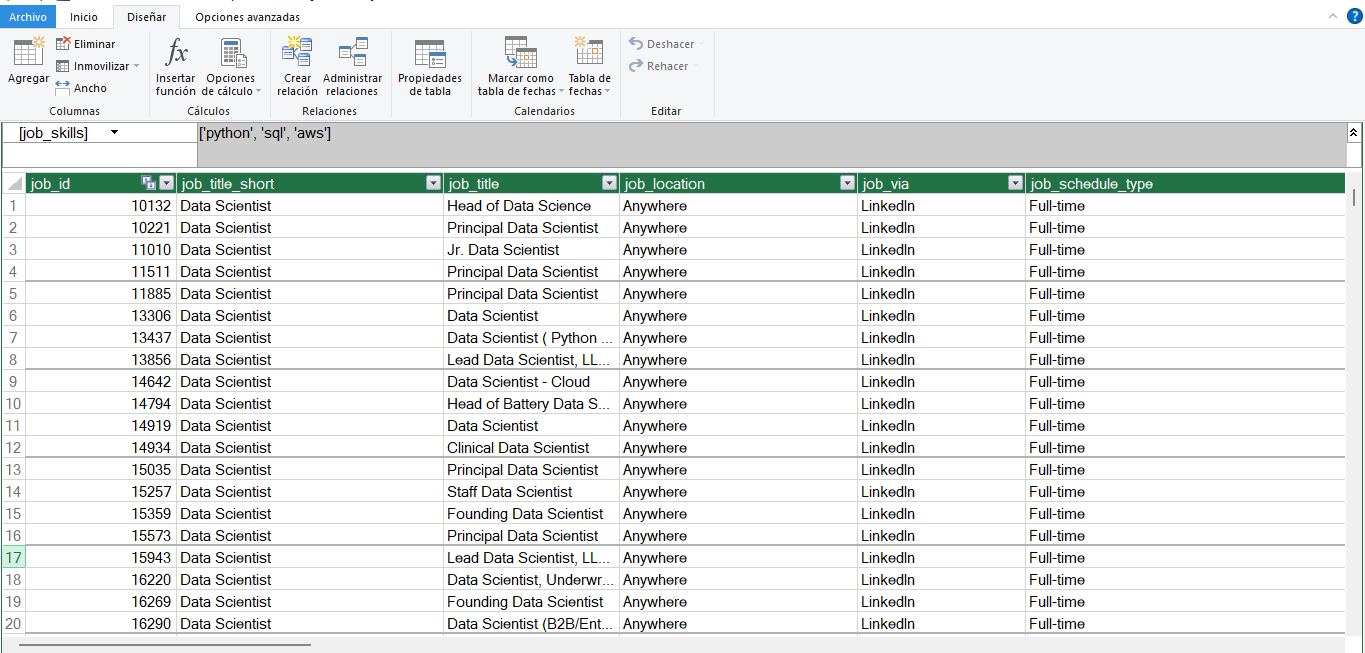 Archivo Inicio Diseñar Opciones avanzadas
Agregar Eliminar Inmovilizar Ancho
Columnas
Insertar función Opciones de cálculo
Cálculos
Crear relación Administrar relaciones
Relaciones
Propiedades de tabla
Marcar como tabla de fechas Tabla de fechas
Calendarios
Deshacer
Rehacer
Editar
[job_skills] ['python', 'sql', 'aws']
job_id job_title_short job_title job_location job_via job_schedule_type
1 10132 Data Scientist Head of Data Science Anywhere LinkedIn Full-time
2 10221 Data Scientist Principal Data Scientist Anywhere LinkedIn Full-time
3 11010 Data Scientist Jr. Data Scientist Anywhere LinkedIn Full-time
4 11511 Data Scientist Principal Data Scientist Anywhere LinkedIn Full-time
5 11885 Data Scientist Principal Data Scientist Anywhere LinkedIn Full-time
6 13306 Data Scientist Data Scientist Anywhere LinkedIn Full-time
7 13437 Data Scientist Data Scientist ( Python ... Anywhere LinkedIn Full-time
8 13856 Data Scientist Lead Data Scientist, LL... Anywhere LinkedIn Full-time
9 14642 Data Scientist Data Scientist - Cloud Anywhere LinkedIn Full-time
10 14794 Data Scientist Head of Battery Data S... Anywhere LinkedIn Full-time
11 14919 Data Scientist Data Scientist Anywhere LinkedIn Full-time
12 14934 Data Scientist Clinical Data Scientist Anywhere LinkedIn Full-time
13 15035 Data Scientist Principal Data Scientist Anywhere LinkedIn Full-time
14 15257 Data Scientist Staff Data Scientist Anywhere LinkedIn Full-time
15 15359 Data Scientist Founding Data Scientist Anywhere LinkedIn Full-time
16 15573 Data Scientist Principal Data Scientist Anywhere LinkedIn Full-time
17 15943 Data Scientist Lead Data Scientist, LL... Anywhere LinkedIn Full-time
18 16220 Data Scientist Data Scientist, Underwr... Anywhere LinkedIn Full-time
19 16269 Data Scientist Founding Data Scientist Anywhere LinkedIn Full-time
20 16290 Data Scientist Data Scientist (B2B/Ent... Anywhere LinkedIn Full-time